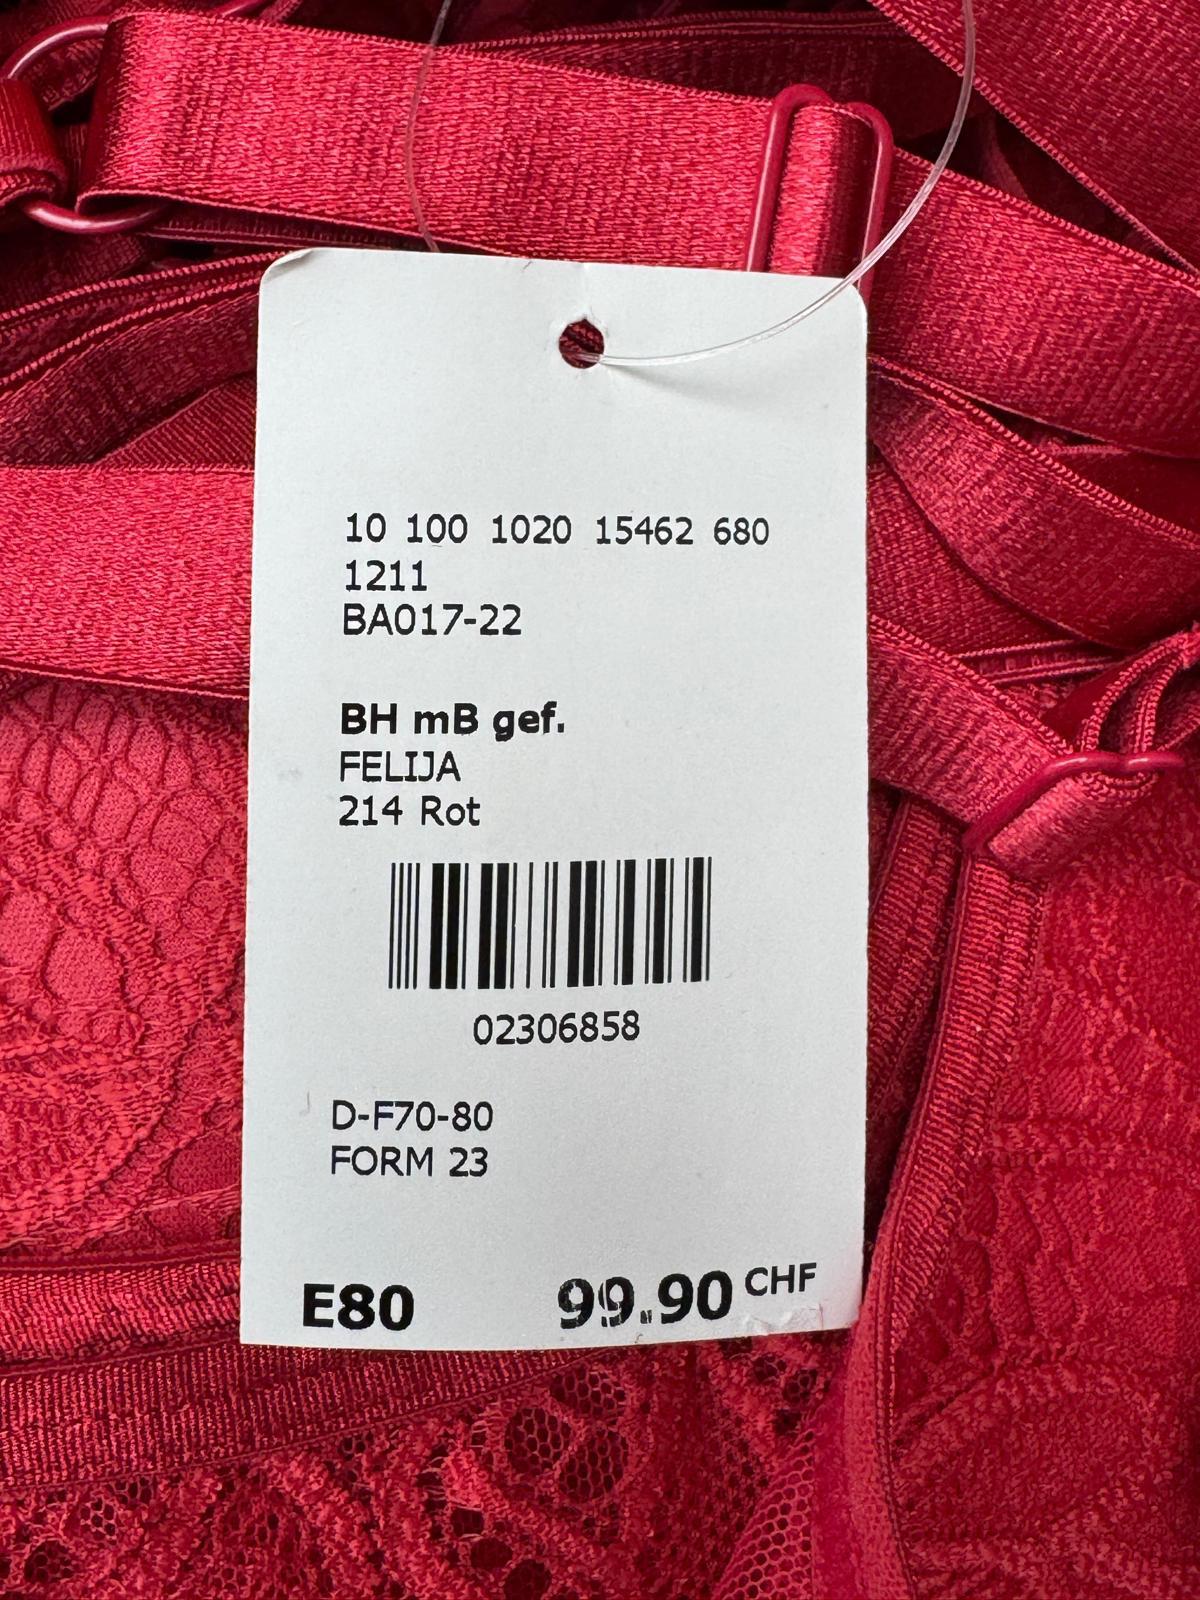 10 100 1020 15462 680
1211
BA017-22
BH mB gef.
FELIJA
214 Rot
02306858
D-F70-80
FORM 23
E80 99.90 CHF